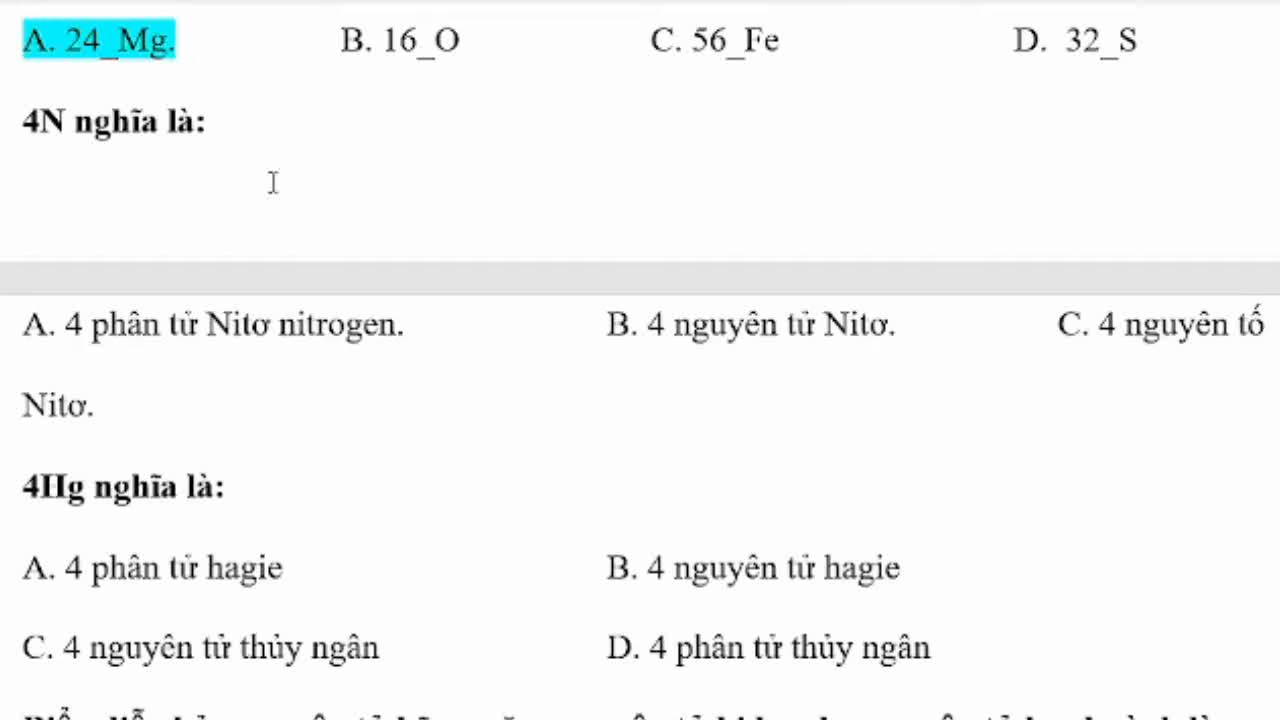 A. 24_Mg. B. 16_O C. 56_Fe D. 32_S
4N nghĩa là:
A. 4 phân tử Nitơ nitrogen. B. 4 nguyên tử Nitơ. C. 4 nguyên tố
Nitơ.
4Hg nghĩa là:
A. 4 phân tử hagie B. 4 nguyên tử hagie
C. 4 nguyên tử thủy ngân D. 4 phân tử thủy ngân